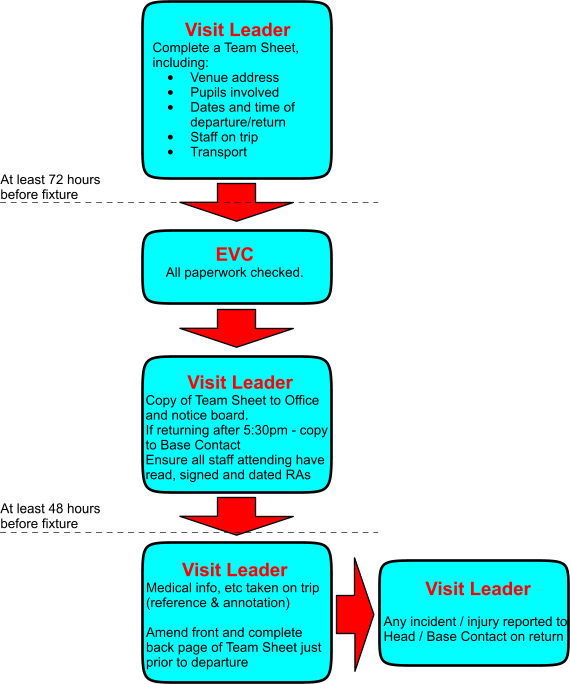 Visit Leader
Complete a Team Sheet,
including:
• Venue address
• Pupils involved
• Dates and time of
departure/return
• Staff on trip
• Transport
At least 72 hours
before fixture
EVC
All paperwork checked.
Visit Leader
Copy of Team Sheet to Office
and notice board.
If returning after 5:30pm - copy
to Base Contact
Ensure all staff attending have
read, signed and dated RAs
At least 48 hours
before fixture
Visit Leader
Medical info, etc taken on trip
(reference & annotation)
Amend front and complete
back page of Team Sheet just
prior to departure
Visit Leader
Any incident / injury reported to
Head / Base Contact on return